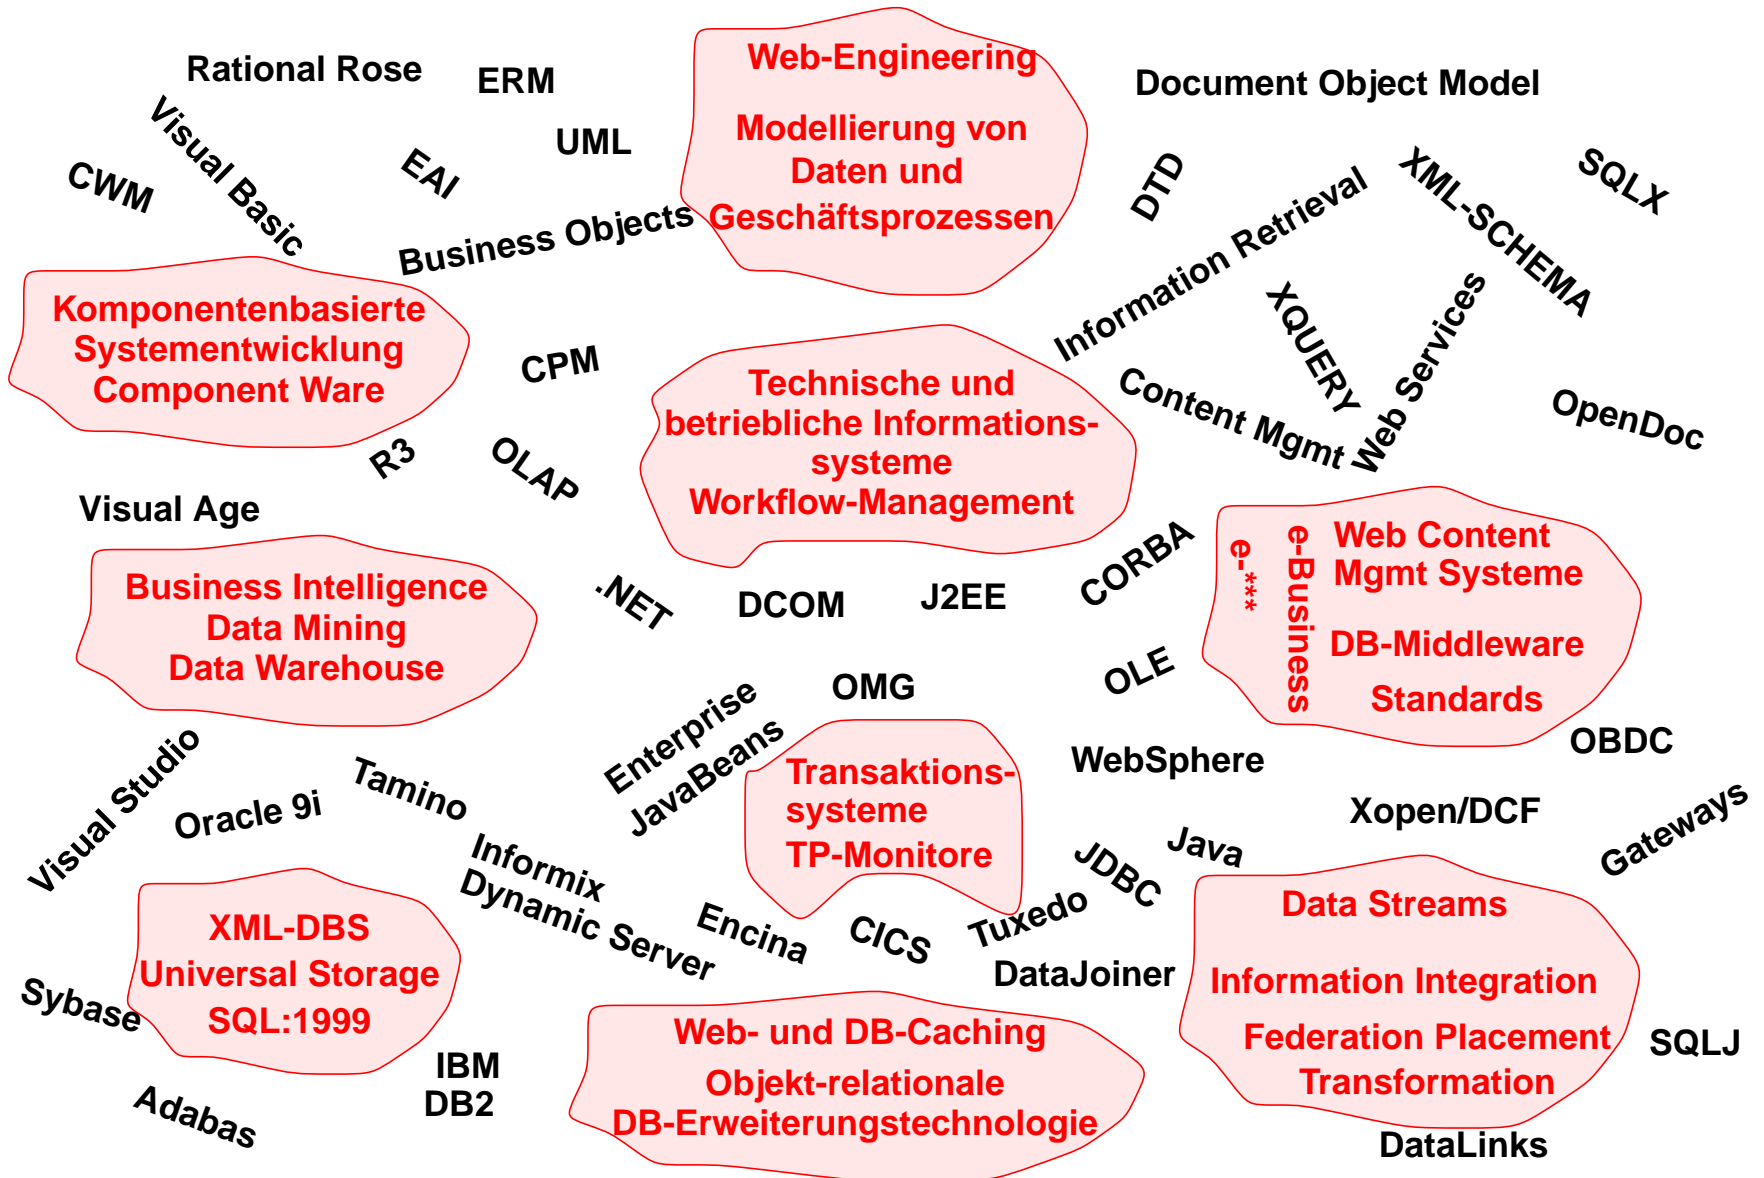 Rational Rose
ERM
Web-Engineering
Document Object Model
Visual Basic
UML
Modellierung von
Daten und
Geschäftsprozessen
CWM
EAI
DTD
XML-SCHEMA
SQLX
Business Objects
Information Retrieval
Komponentenbasierte
Systementwicklung
Component Ware
CPM
XQUERY
Web Services
Technische und
betriebliche Informations-
systeme
Workflow-Management
Content Mgmt
OpenDoc
R3
OLAP
Visual Age
Business Intelligence
Data Mining
Data Warehouse
.NET
DCOM
J2EE
CORBA
e-***
e-Business
Web Content
Mgmt Systeme
DB-Middleware
Standards
OMG
OLE
Enterprise
JavaBeans
WebSphere
OBDC
Visual Studio
Oracle 9i
Tamino
Transaktions-
systeme
TP-Monitore
Xopen/DCF
Gateways
Informix
Dynamic Server
JDBC
Java
Encina
CICS
Tuxedo
DataJoiner
XML-DBS
Universal Storage
SQL:1999
Data Streams
Information Integration
Federation Placement
Transformation
Sybase
IBM
DB2
Web- und DB-Caching
Objekt-relationale
DB-Erweiterungstechnologie
SQLJ
Adabas
DataLinks